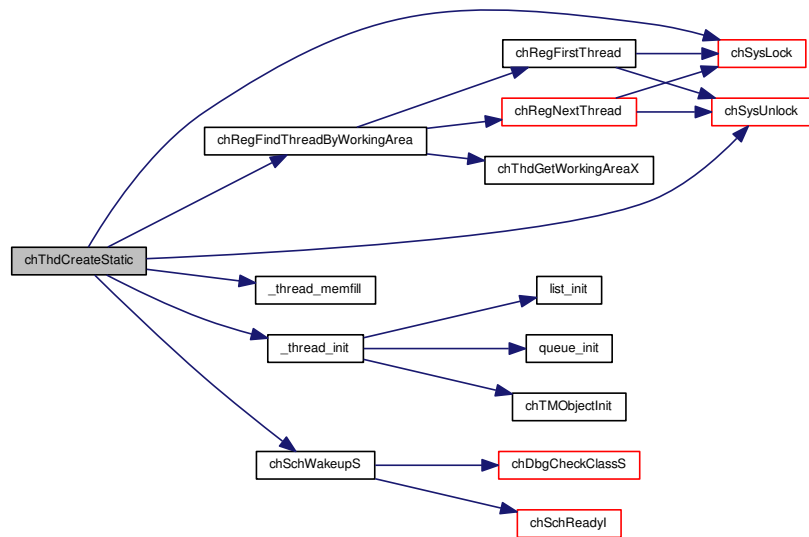 chThdCreateStatic
chRegFindThreadByWorkingArea
chRegFirstThread
chSysLock
chRegNextThread
chSysUnlock
chThdGetWorkingAreaX
_thread_memfill
_thread_init
list_init
queue_init
chTMObjectInit
chSchWakeupS
chDbgCheckClassS
chSchReadyI